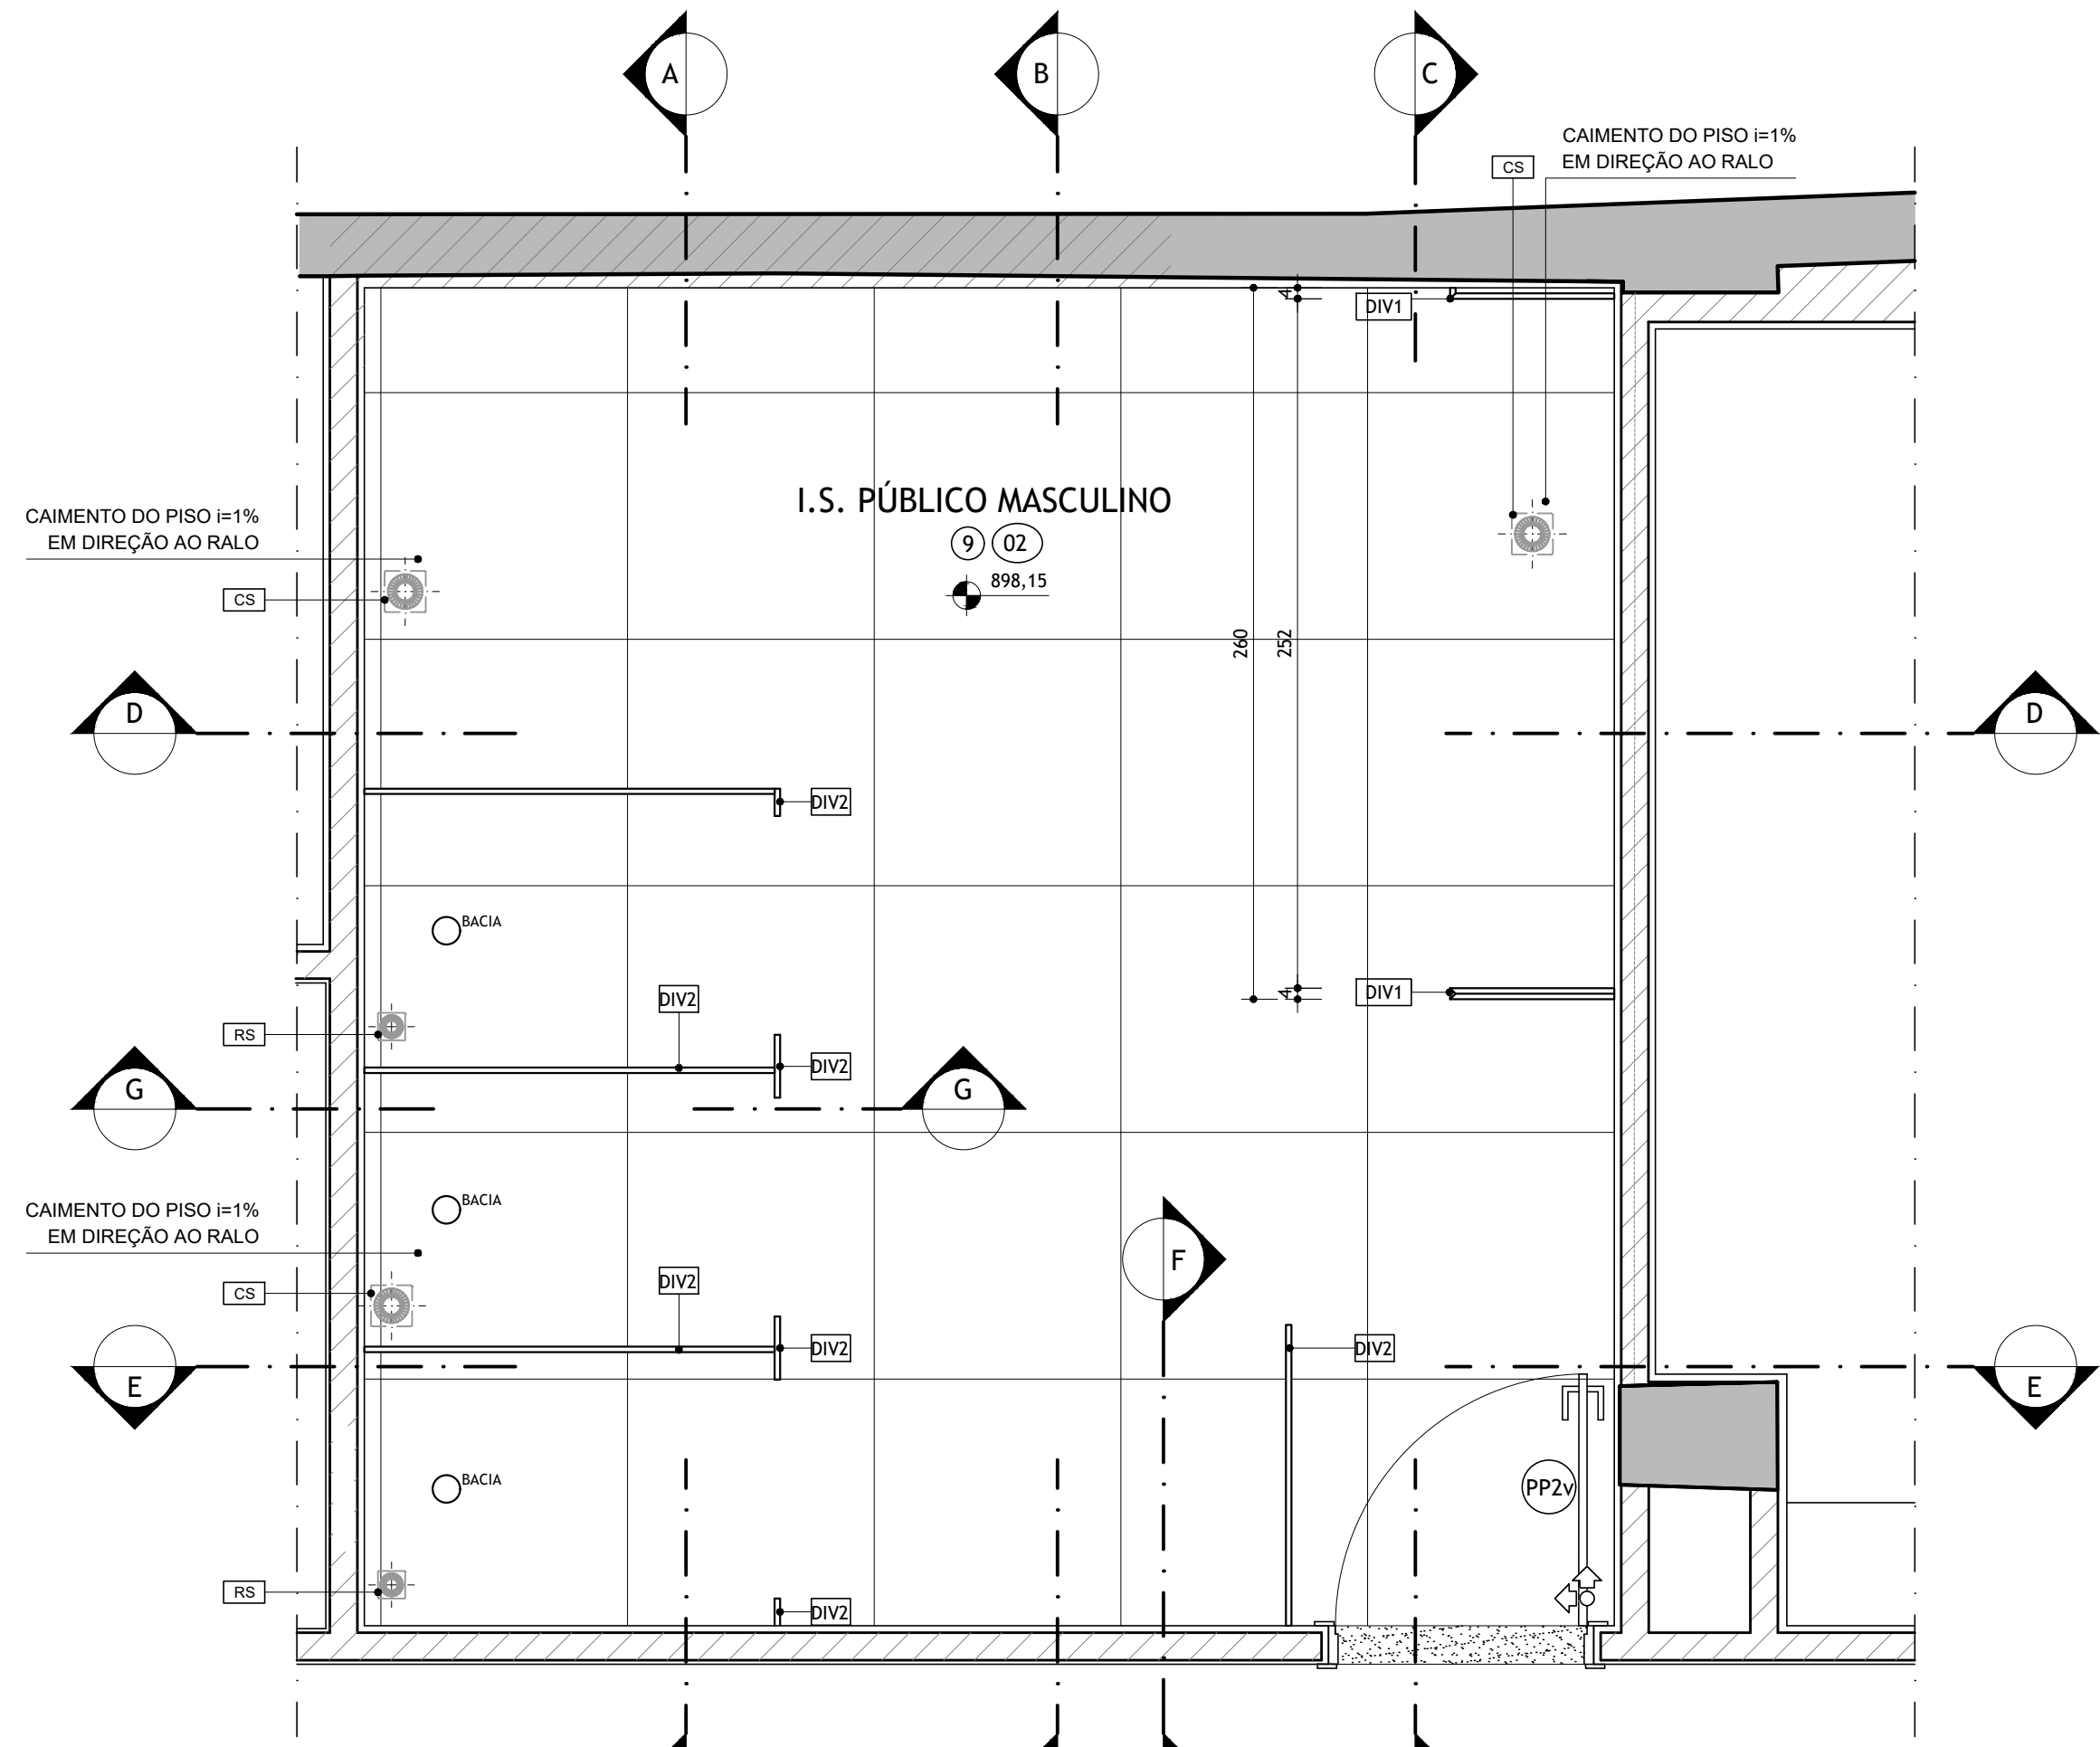 A
B
C
CAIMENTO DO PISO i=1%
EM DIREÇÃO AO RALO
CS
4
DIV1
I.S. PÚBLICO MASCULINO
9
02
898,15
CAIMENTO DO PISO i=1%
EM DIREÇÃO AO RALO
CS
260
252
D
D
DIV2
BACIA
DIV2
4
DIV1
RS
DIV2
G
G
BACIA
CAIMENTO DO PISO i=1%
EM DIREÇÃO AO RALO
F
DIV2
CS
DIV2
DIV2
E
E
BACIA
PP2v
RS
DIV2